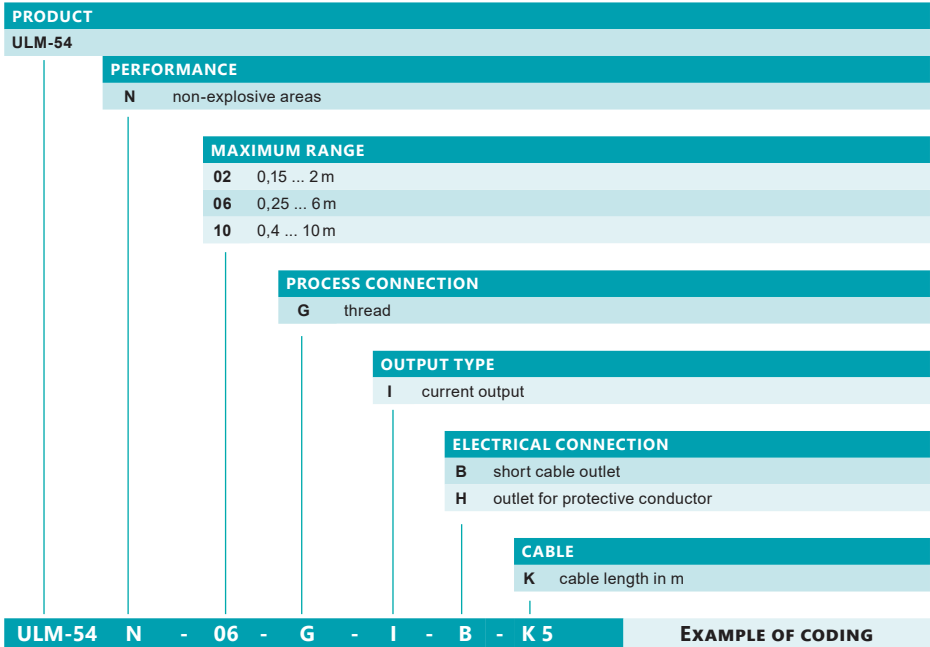 PRODUCT
ULM-54
PERFORMANCE
N non-explosive areas
MAXIMUM RANGE
02 0,15 ... 2 m
06 0,25 ... 6 m
10 0,4 ... 10 m
PROCESS CONNECTION
G thread
OUTPUT TYPE
I current output
ELECTRICAL CONNECTION
B short cable outlet
H outlet for protective conductor
CABLE
K cable length in m
ULM-54 N - 06 - G - I - B - K 5 EXAMPLE OF CODING